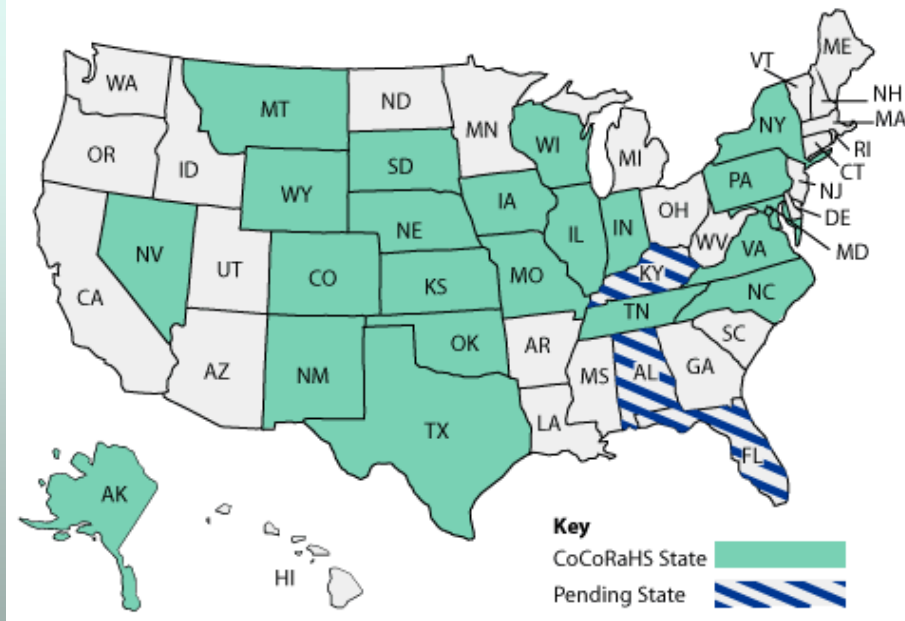 ME
VT
WA
NH
MT
ND
MA
MN
NY
OR
WI
RI
ID
SD
MI
CT
WY
PA
NJ
IA
OH
NE
DE
IL
IN
WV
NV
MD
UT
VA
CO
KY
CA
KS
MO
NC
TN
OK
SC
AR
AZ
NM
GA
MS
AL
LA
TX
FL
AK
Key
CoCoRaHS State
HI
Pending State